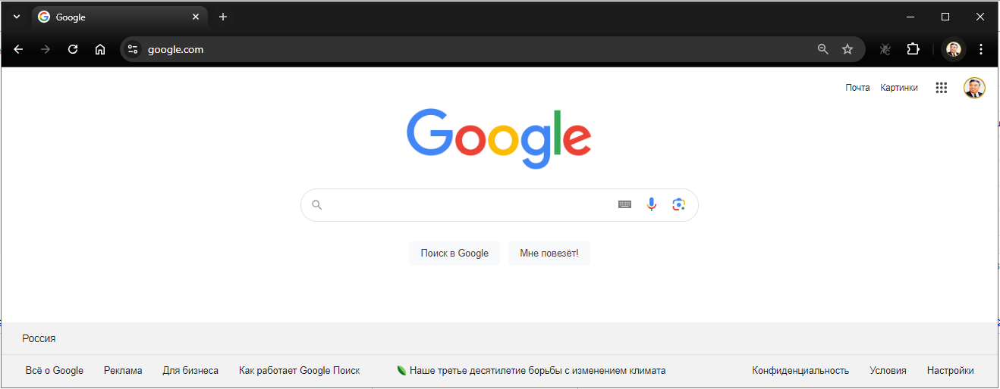 Google
google.com
Почта Картинки
Google
Поиск в Google Мне повезёт!
Россия
Всё о Google Реклама Для бизнеса Как работает Google Поиск Наше третье десятилетие борьбы с изменением климата Конфиденциальность Условия Настройки